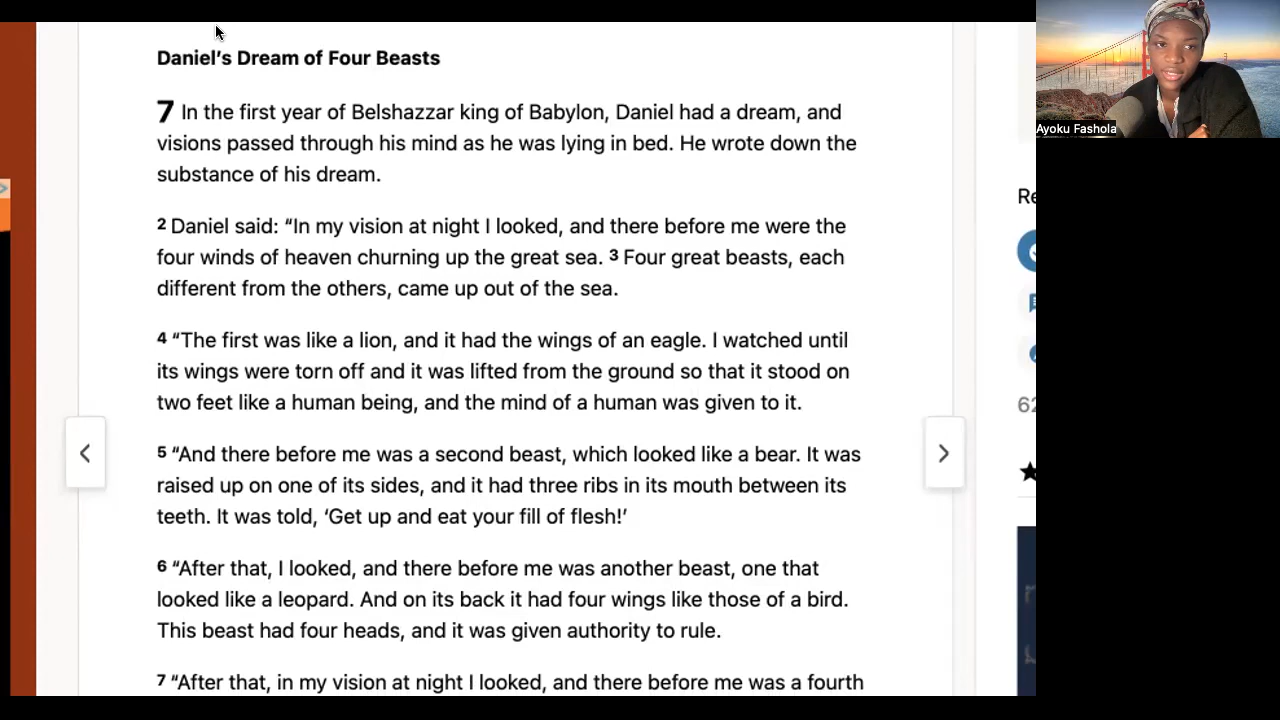 Daniel’s Dream of Four Beasts
7 In the first year of Belshazzar king of Babylon, Daniel had a dream, and
visions passed through his mind as he was lying in bed. He wrote down the
substance of his dream.
2 Daniel said: “In my vision at night I looked, and there before me were the
four winds of heaven churning up the great sea. 3 Four great beasts, each
different from the others, came up out of the sea.
4 “The first was like a lion, and it had the wings of an eagle. I watched until
its wings were torn off and it was lifted from the ground so that it stood on
two feet like a human being, and the mind of a human was given to it.
5 “And there before me was a second beast, which looked like a bear. It was
raised up on one of its sides, and it had three ribs in its mouth between its
teeth. It was told, ‘Get up and eat your fill of flesh!’
6 “After that, I looked, and there before me was another beast, one that
looked like a leopard. And on its back it had four wings like those of a bird.
This beast had four heads, and it was given authority to rule.
7 “After that, in my vision at night I looked, and there before me was a fourth
Ayoku Fashola
Re
62